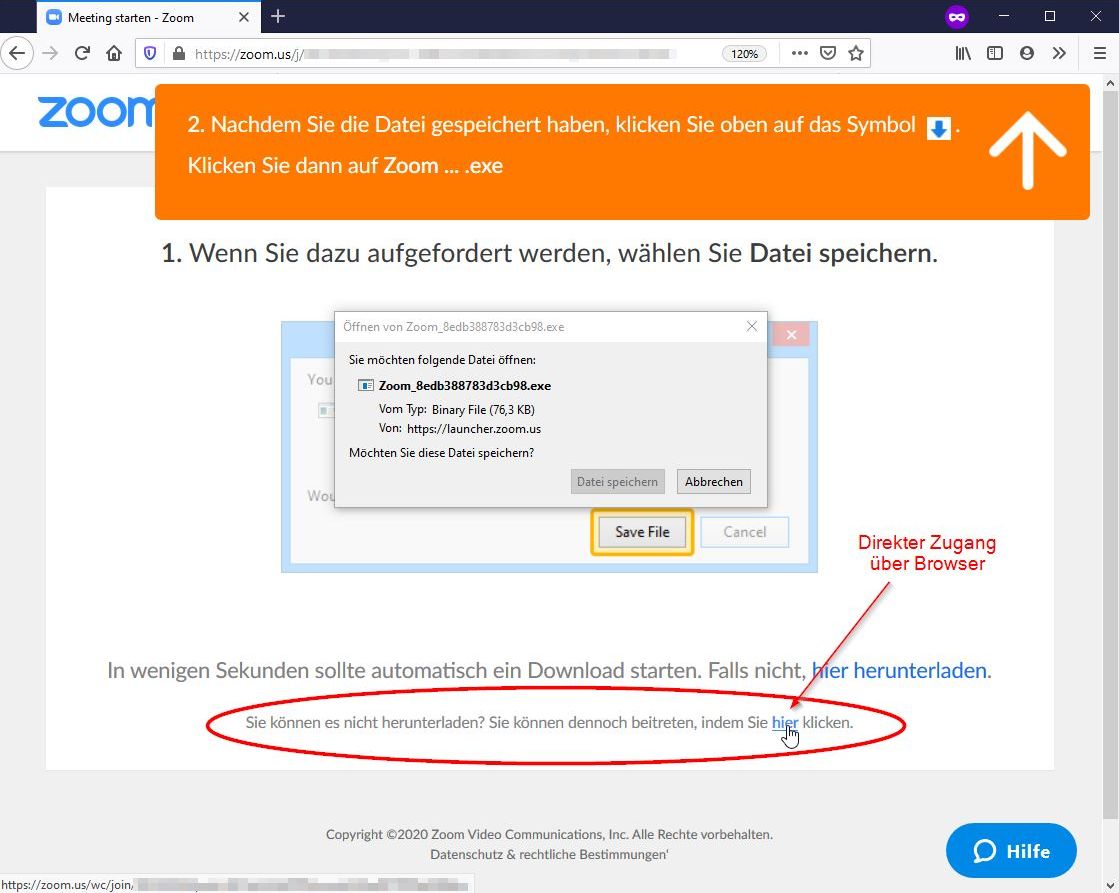 Meeting starten - Zoom
https://zoom.us/j/
120%
zoom
2. Nachdem Sie die Datei gespeichert haben, klicken Sie oben auf das Symbol .
Klicken Sie dann auf Zoom ... .exe
1. Wenn Sie dazu aufgefordert werden, wählen Sie Datei speichern.
Öffnen von Zoom_8edb388783d3cb98.exe
You
Sie möchten folgende Datei öffnen:
Zoom_8edb388783d3cb98.exe
Vom Typ: Binary File (76,3 KB)
Von: https://launcher.zoom.us
Möchten Sie diese Datei speichern?
Datei speichern Abbrechen
Wou
Save File Cancel
Direkter Zugang
über Browser
In wenigen Sekunden sollte automatisch ein Download starten. Falls nicht, hier herunterladen.
Sie können es nicht herunterladen? Sie können dennoch beitreten, indem Sie hier klicken.
Copyright ©2020 Zoom Video Communications, Inc. Alle Rechte vorbehalten.
Datenschutz & rechtliche Bestimmungen'
Hilfe
https://zoom.us/wc/join/